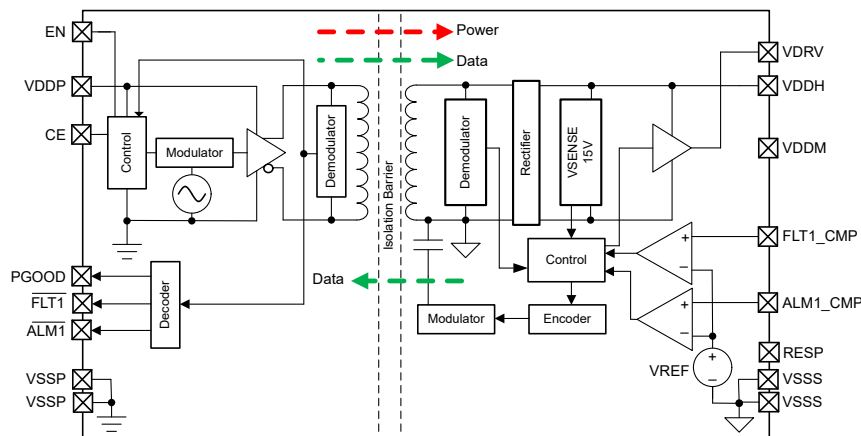 EN
Power
Data
VDRV
VDDP
VDDH
CE
Control
Modulator
Demodulator
Isolation Barrier
Demodulator
Rectifier
VSENSE
15V
VDDM
FLT1_CMP
Control
PGOOD
FLT1
ALM1
Decoder
Data
Modulator
Encoder
ALM1_CMP
VREF
RESP
VSSP
VSSP
VSSS
VSSS
+
−
+
−
+
−